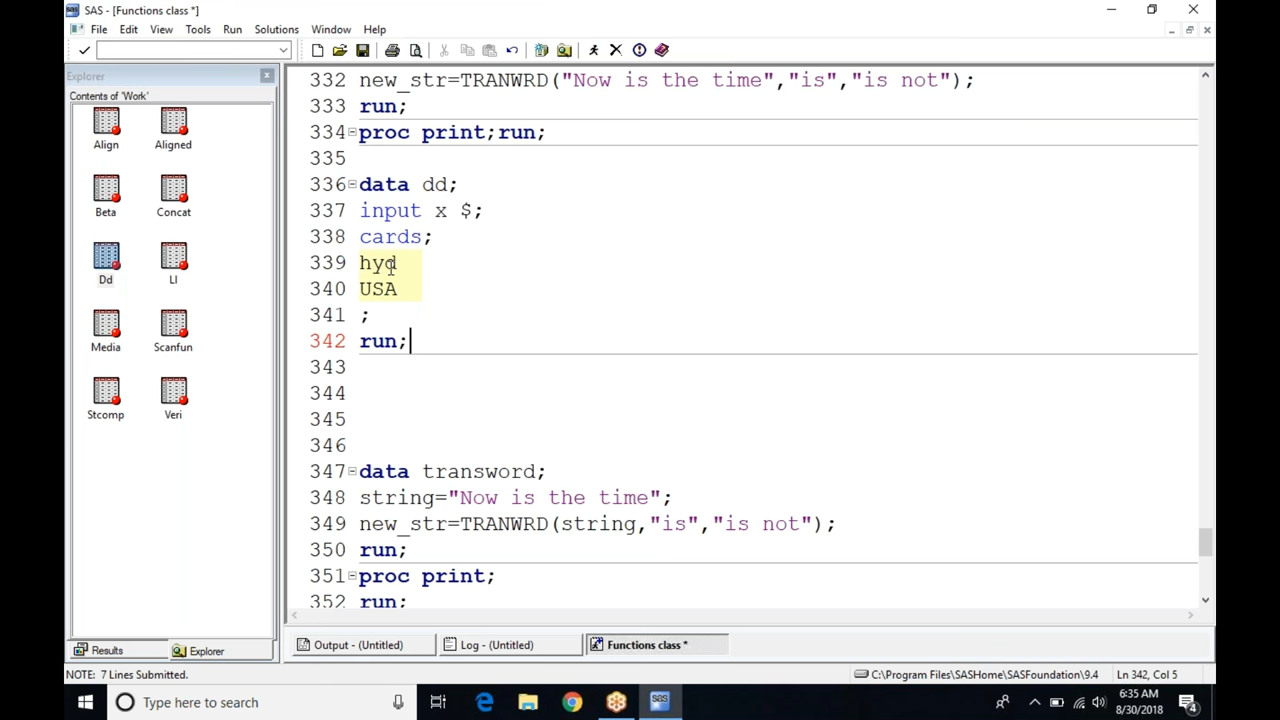 SAS - [Functions class *]
File Edit View Tools Run Solutions Window Help
Explorer
Contents of 'Work'
Align Aligned
Beta Concat
Dd Ll
Media Scanfun
Stcomp Veri
Results Explorer
332 new_str=TRANWRD("Now is the time","is","is not");
333 run;
334 proc print;run;
335
336 data dd;
337 input x $;
338 cards;
339 hyd
340 USA
341 ;
342 run;
343
344
345
346
347 data transword;
348 string="Now is the time";
349 new_str=TRANWRD(string,"is","is not");
350 run;
351 proc print;
352 run;
Output - (Untitled) Log - (Untitled) Functions class *
NOTE: 7 Lines Submitted. C:\Program Files\SASHome\SASFoundation\9.4 Ln 342, Col 5
Type here to search
6:35 AM
8/30/2018
4